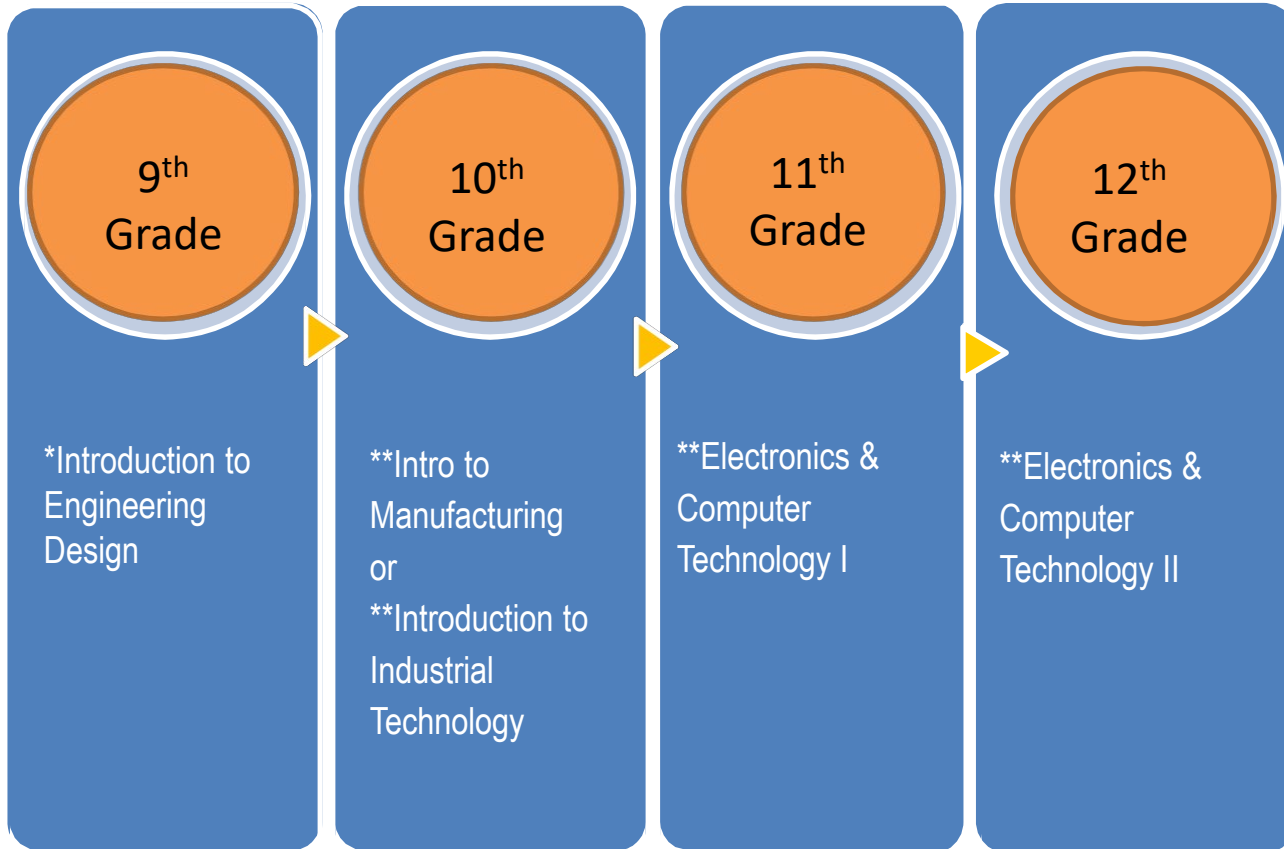 9th
Grade
*Introduction to
Engineering
Design
10th
Grade
**Intro to
Manufacturing
or
**Introduction to
Industrial
Technology
11th
Grade
**Electronics &
Computer
Technology I
12th
Grade
**Electronics &
Computer
Technology II